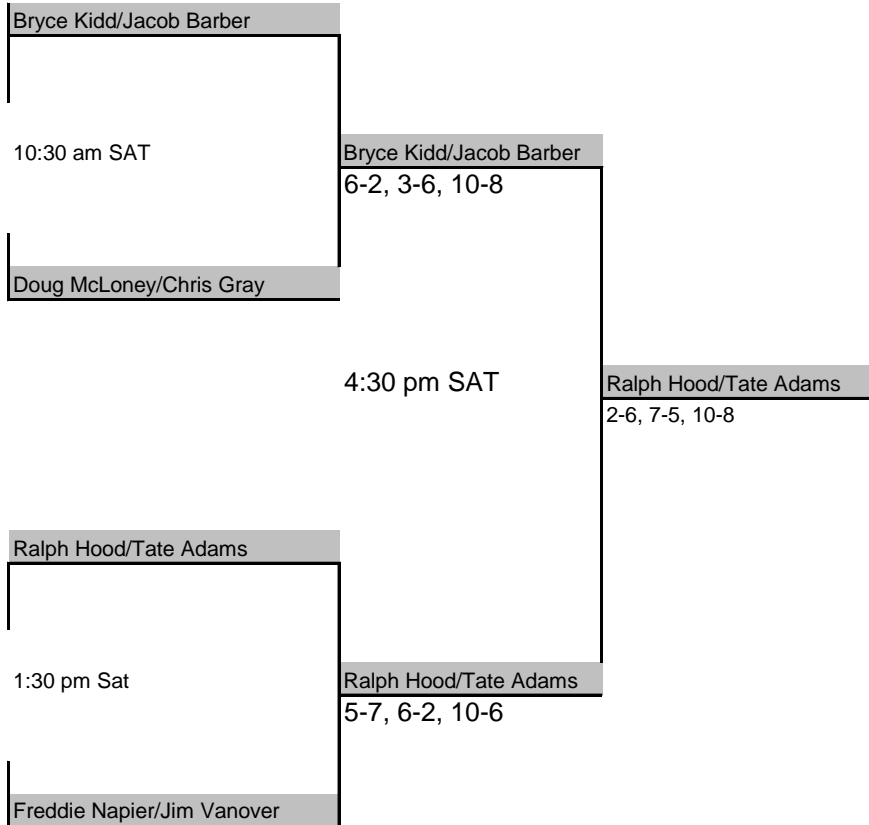 Bryce Kidd/Jacob Barber
10:30 am SAT
Bryce Kidd/Jacob Barber
6-2, 3-6, 10-8
Doug McLoney/Chris Gray
4:30 pm SAT
Ralph Hood/Tate Adams
2-6, 7-5, 10-8
Ralph Hood/Tate Adams
1:30 pm Sat
Ralph Hood/Tate Adams
5-7, 6-2, 10-6
Freddie Napier/Jim Vanover